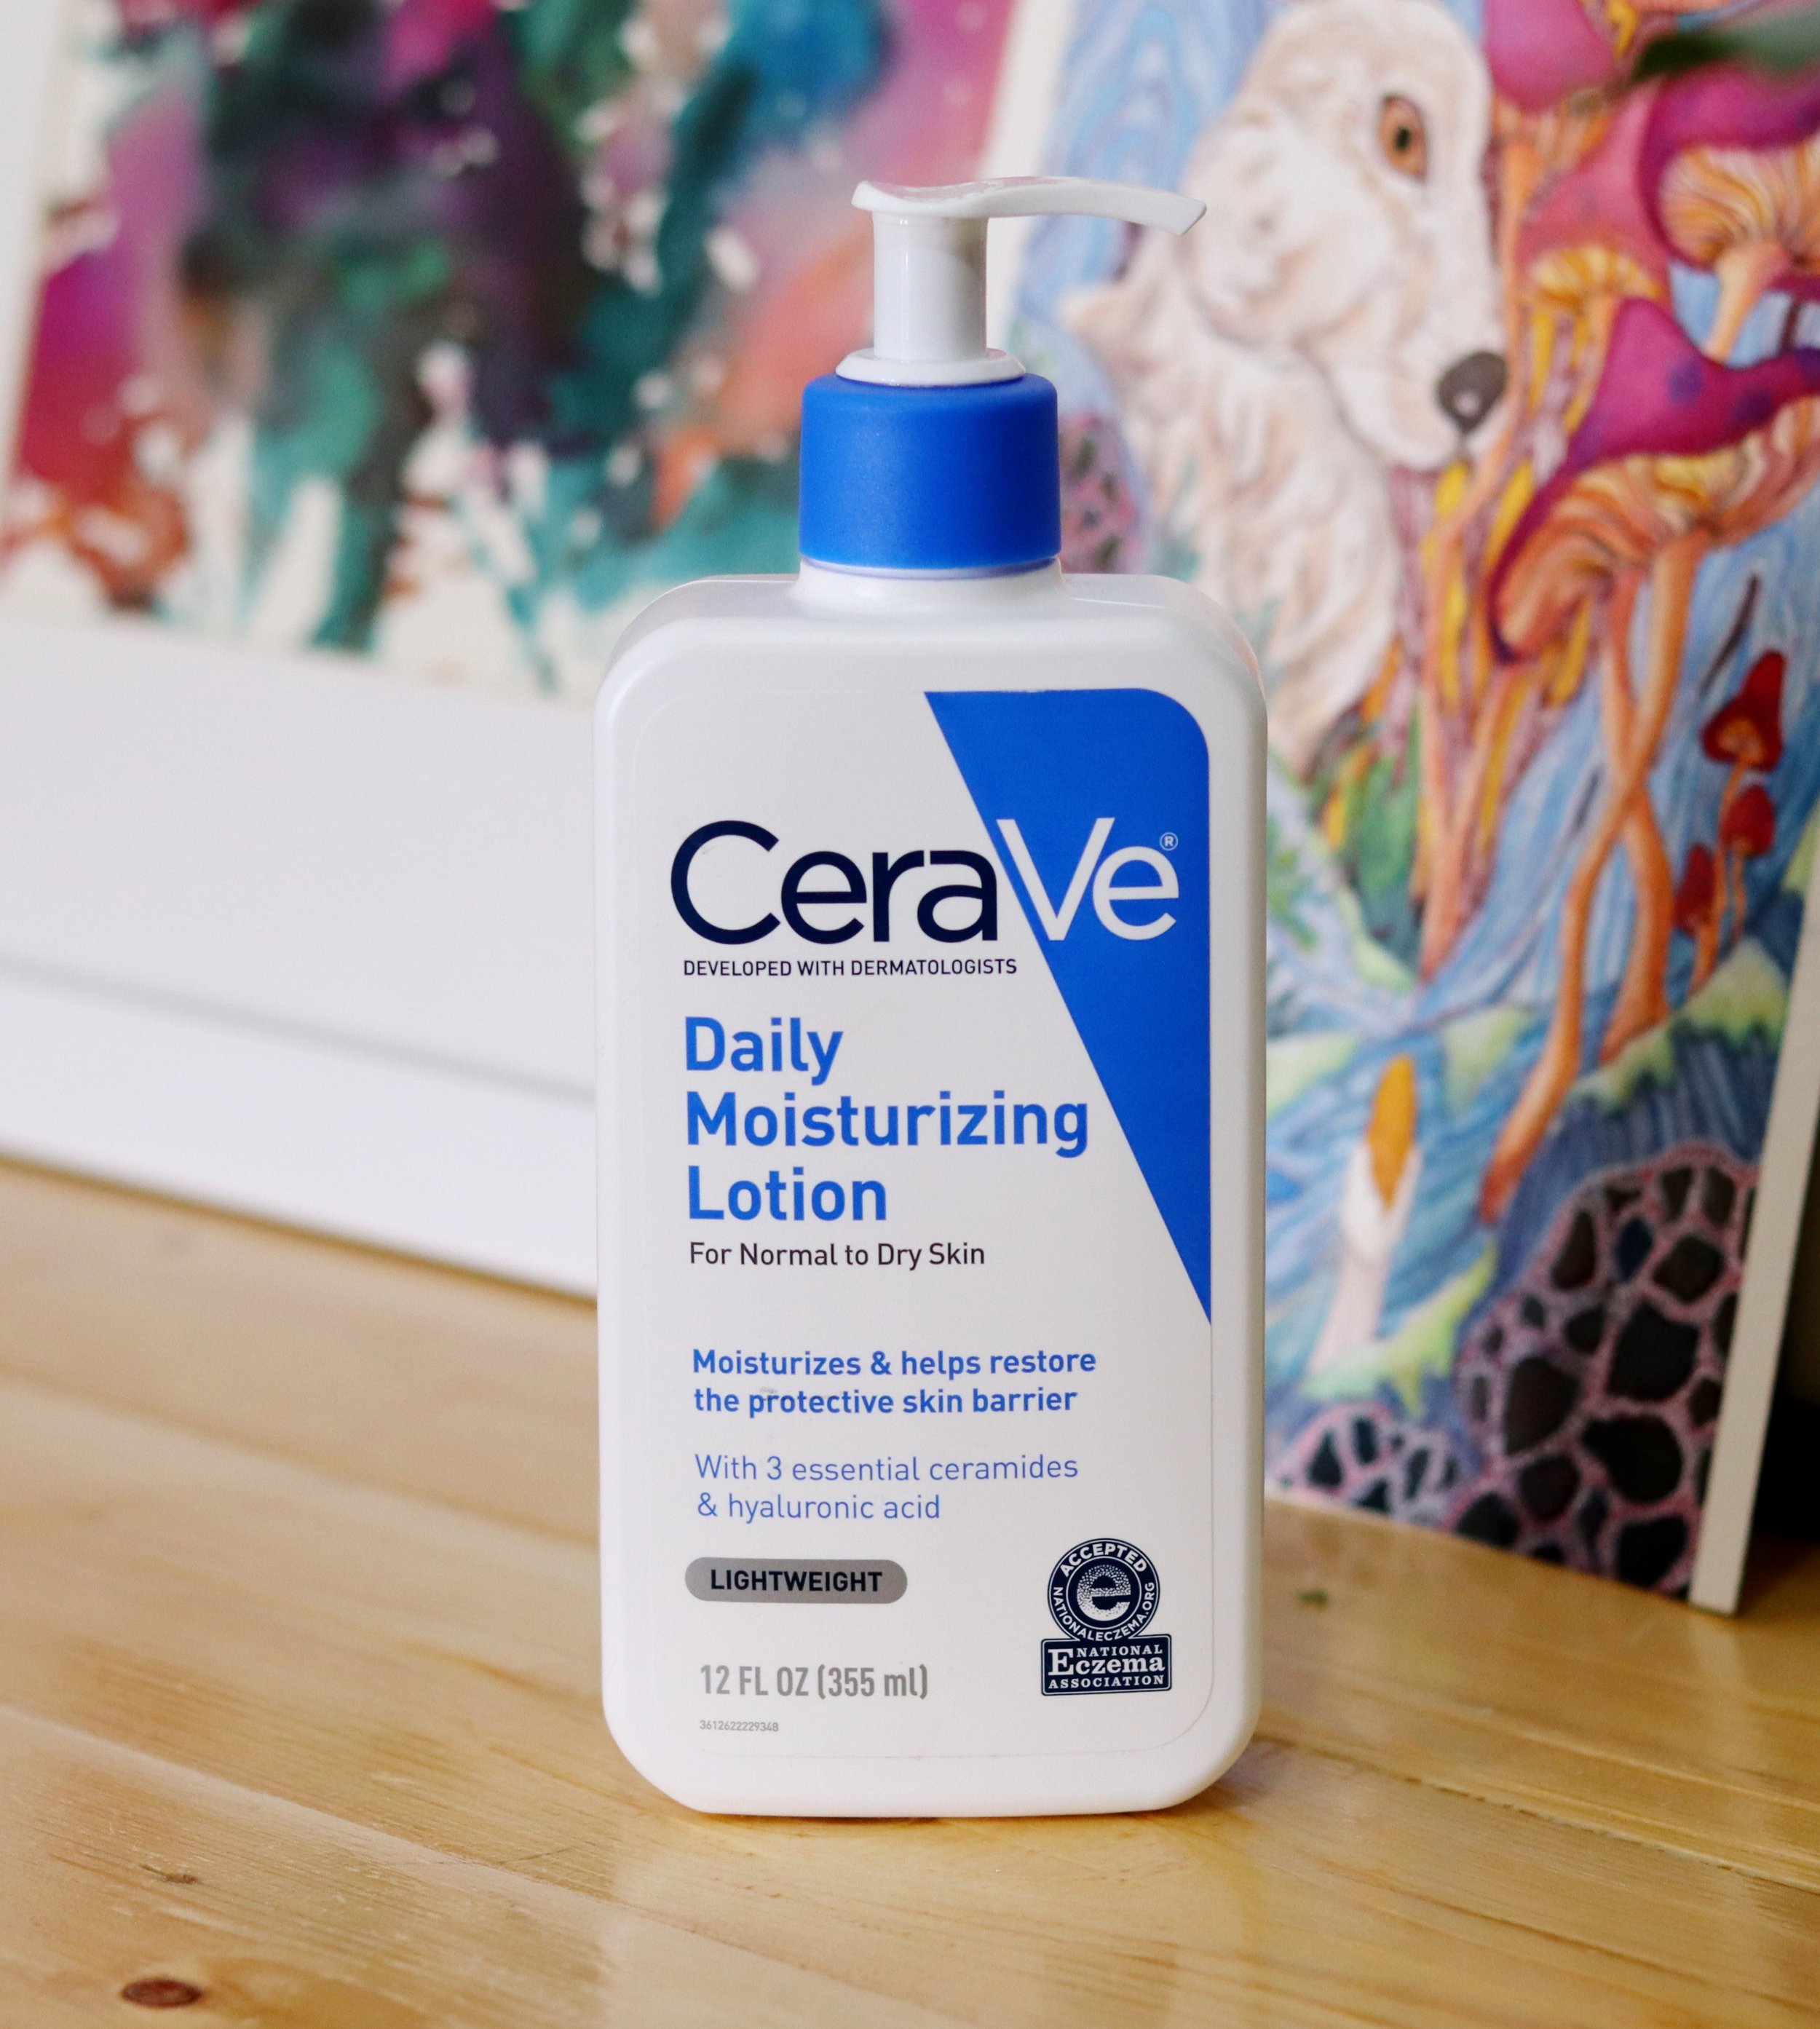 CeraVe®
DEVELOPED WITH DERMATOLOGISTS
Daily
Moisturizing
Lotion
For Normal to Dry Skin
Moisturizes & helps restore
the protective skin barrier
With 3 essential ceramides
& hyaluronic acid
LIGHTWEIGHT
12 FL OZ (355 ml)
3612622229348
ACCEPTED
e
NATIONALECZEMA.ORG
NATIONAL
Eczema
ASSOCIATION